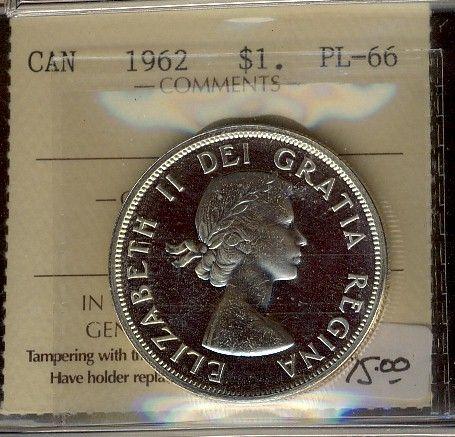 CAN 1962 $1. PL-66
COMMENTS
ELIZABETH II DEI GRATIA REGINA
IN
GEN
Tampering with t
Have holder repla
75.00